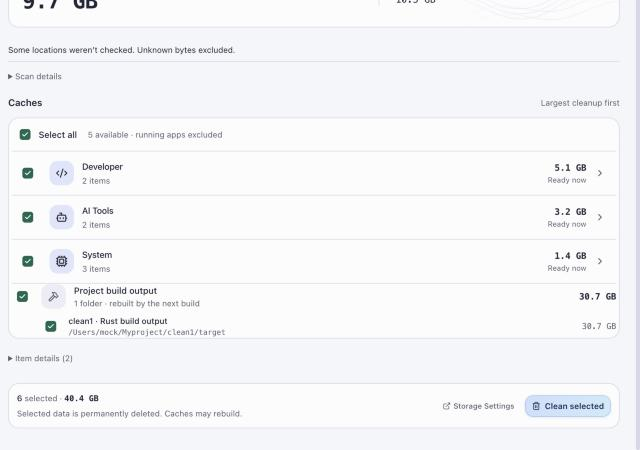 9.7 GB
Some locations weren't checked. Unknown bytes excluded.
Scan details
Caches
Largest cleanup first
Select all
5 available · running apps excluded
Developer
2 items
5.1 GB
Ready now
AI Tools
2 items
3.2 GB
Ready now
System
3 items
1.4 GB
Ready now
Project build output
1 folder · rebuilt by the next build
30.7 GB
clean1 · Rust build output
/Users/mock/Myproject/clean1/target
30.7 GB
Item details (2)
6 selected · 40.4 GB
Selected data is permanently deleted. Caches may rebuild.
Storage Settings
Clean selected